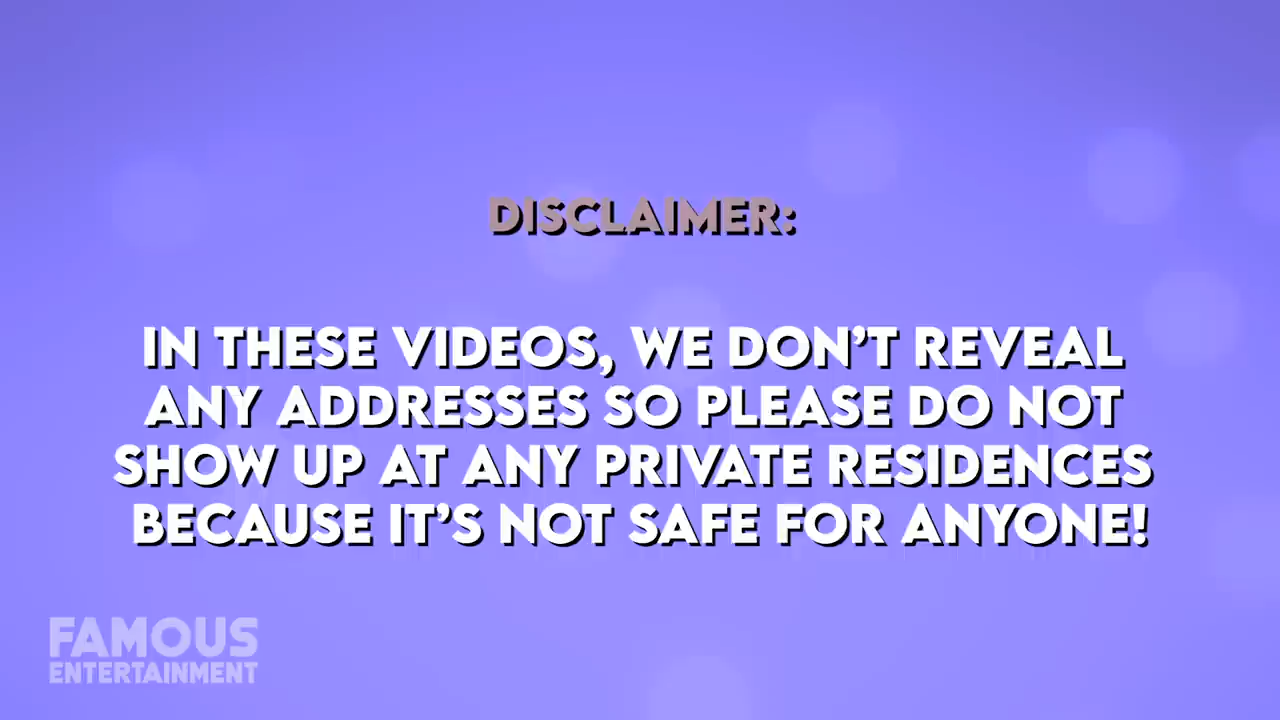 DISCLAIMER:
IN THESE VIDEOS, WE DON'T REVEAL
ANY ADDRESSES SO PLEASE DO NOT
SHOW UP AT ANY PRIVATE RESIDENCES
BECAUSE IT'S NOT SAFE FOR ANYONE!
FAMOUS
ENTERTAINMENT